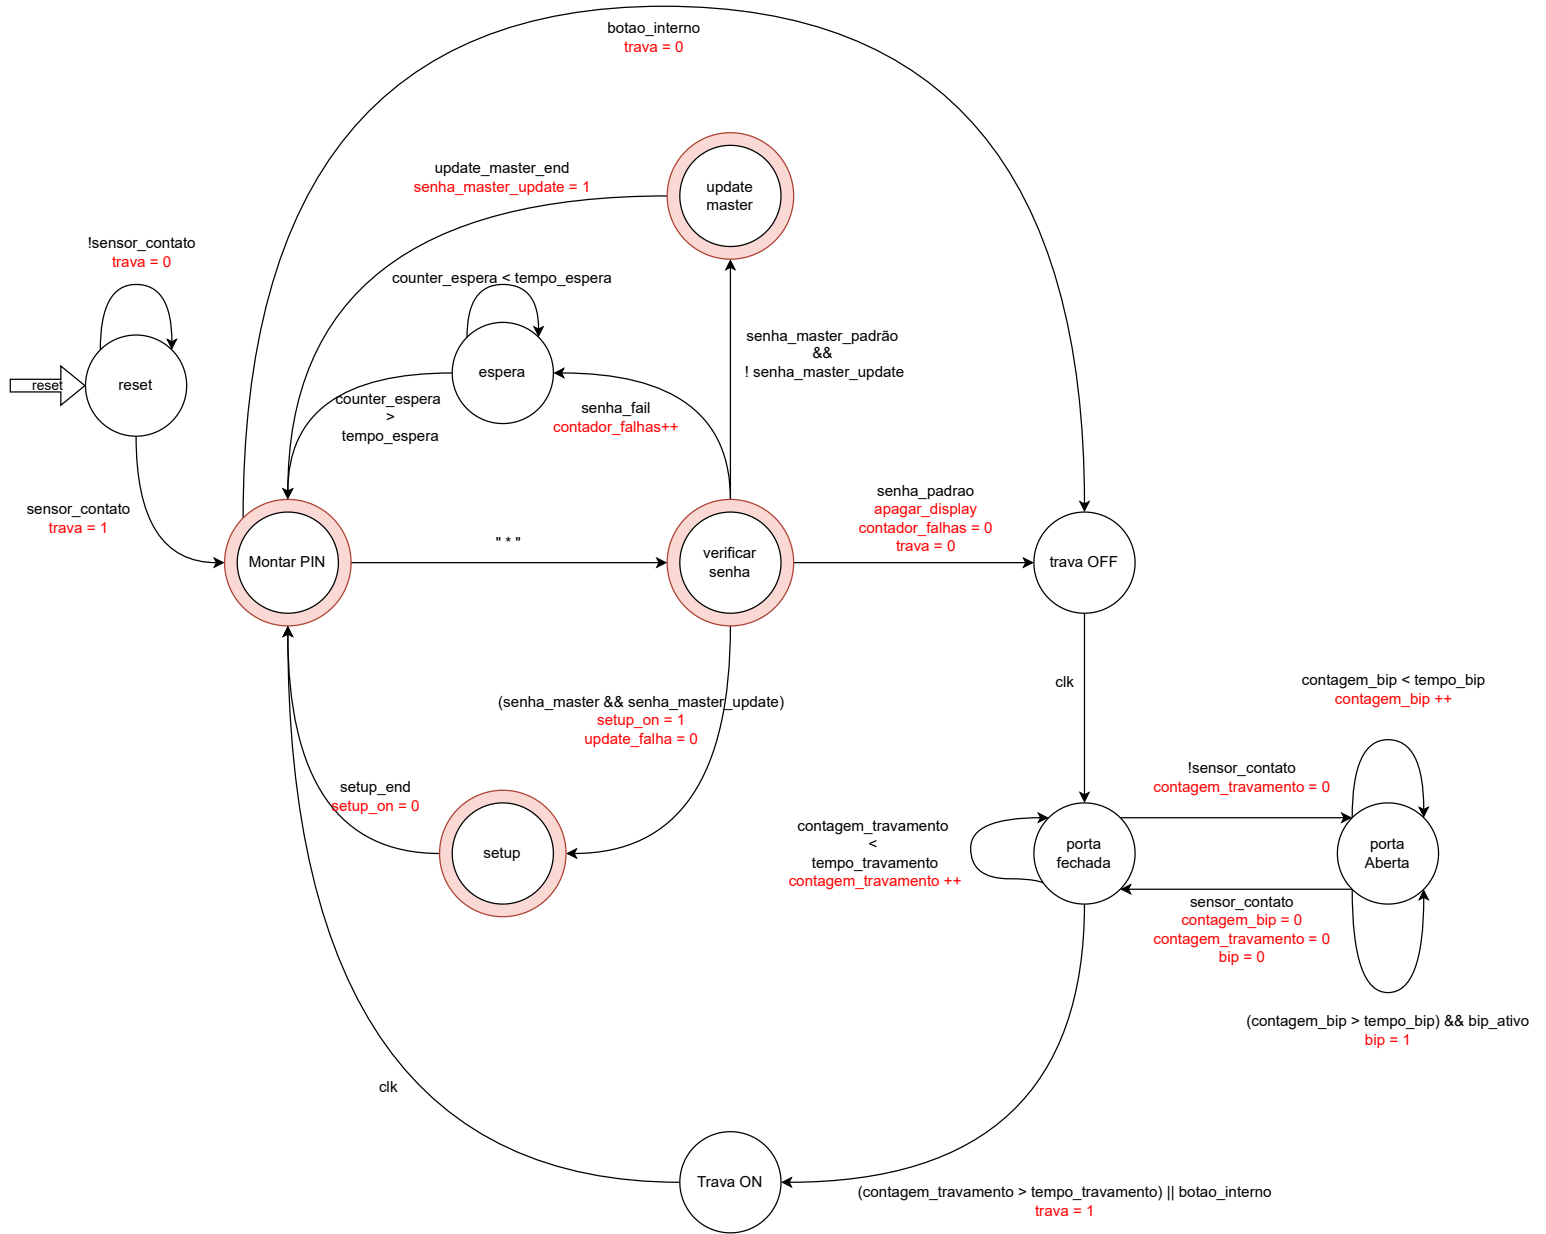 botao_interno
trava = 0
update_master_end
senha_master_update = 1
update
master
!sensor_contato
trava = 0
counter_espera < tempo_espera
senha_master_padrão
&&
! senha_master_update
reset
reset
espera
counter_espera
>
tempo_espera
senha_fail
contador_falhas++
sensor_contato
trava = 1
senha_padrao
apagar_display
contador_falhas = 0
trava = 0
Montar PIN
" * "
verificar
senha
trava OFF
clk
(senha_master && senha_master_update)
setup_on = 1
update_falha = 0
contagem_bip < tempo_bip
contagem_bip ++
setup_end
setup_on = 0
!sensor_contato
contagem_travamento = 0
setup
contagem_travamento
<
tempo_travamento
contagem_travamento ++
porta
fechada
porta
Aberta
sensor_contato
contagem_bip = 0
contagem_travamento = 0
bip = 0
(contagem_bip > tempo_bip) && bip_ativo
bip = 1
clk
Trava ON
(contagem_travamento > tempo_travamento) || botao_interno
trava = 1